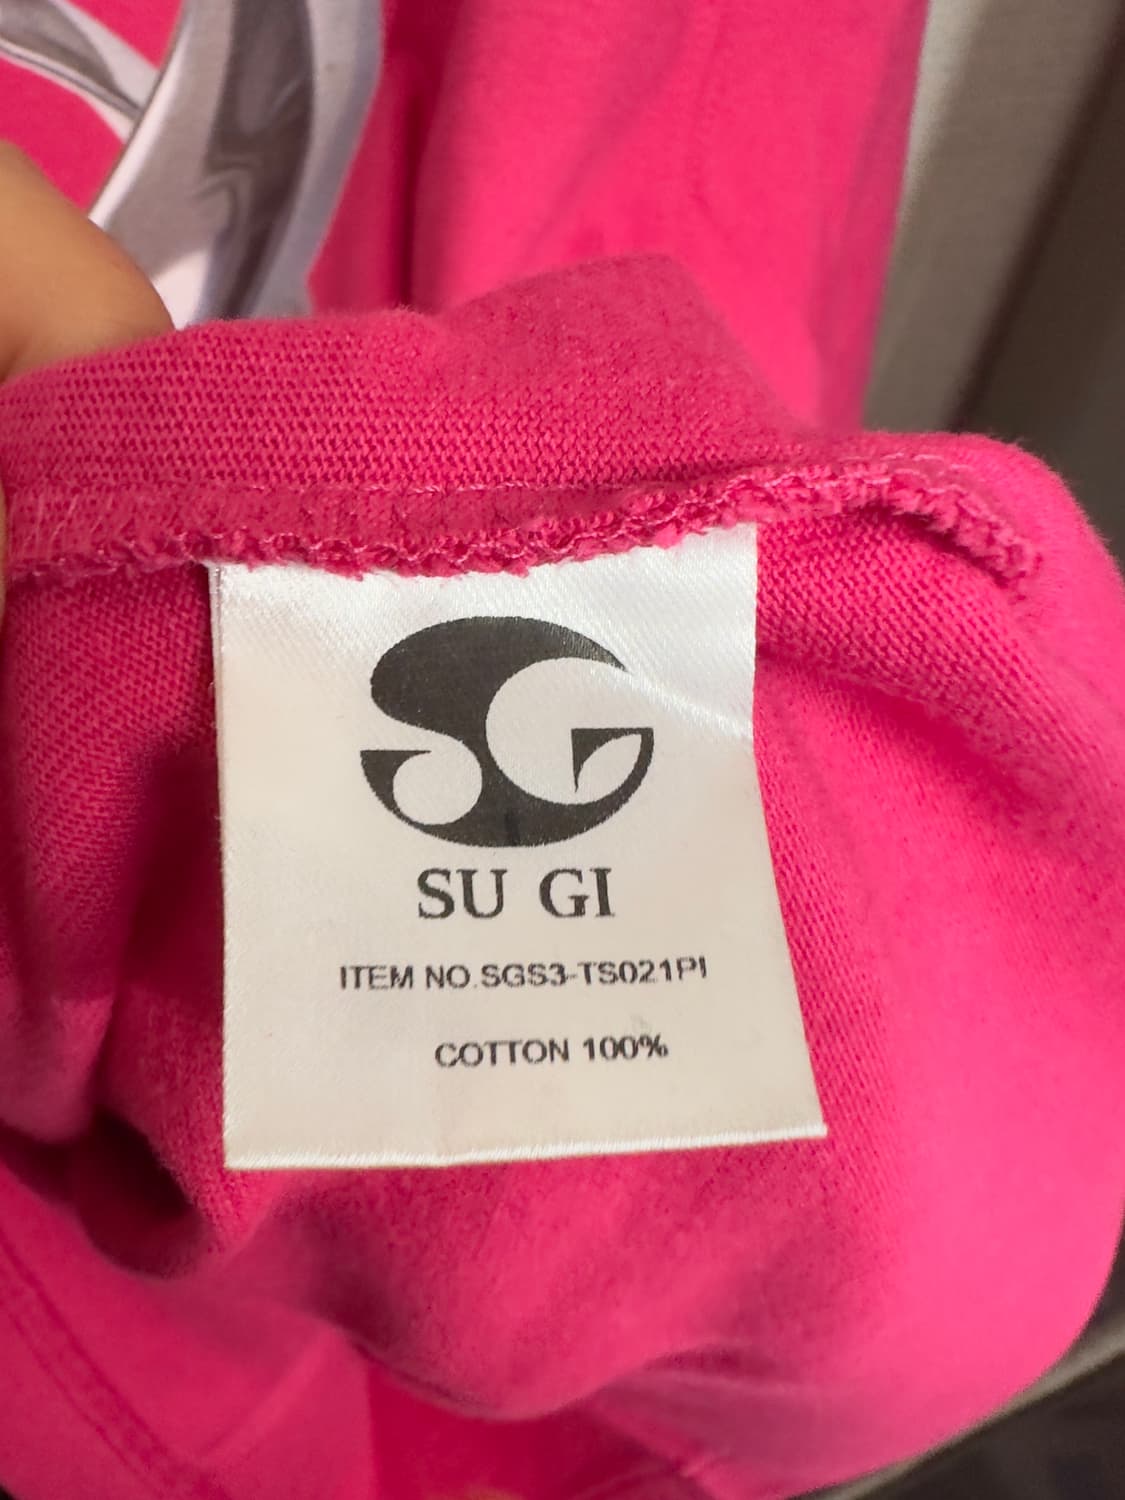 SG
SU GI
ITEM NO.SGS3-TS021PI
COTTON 100%